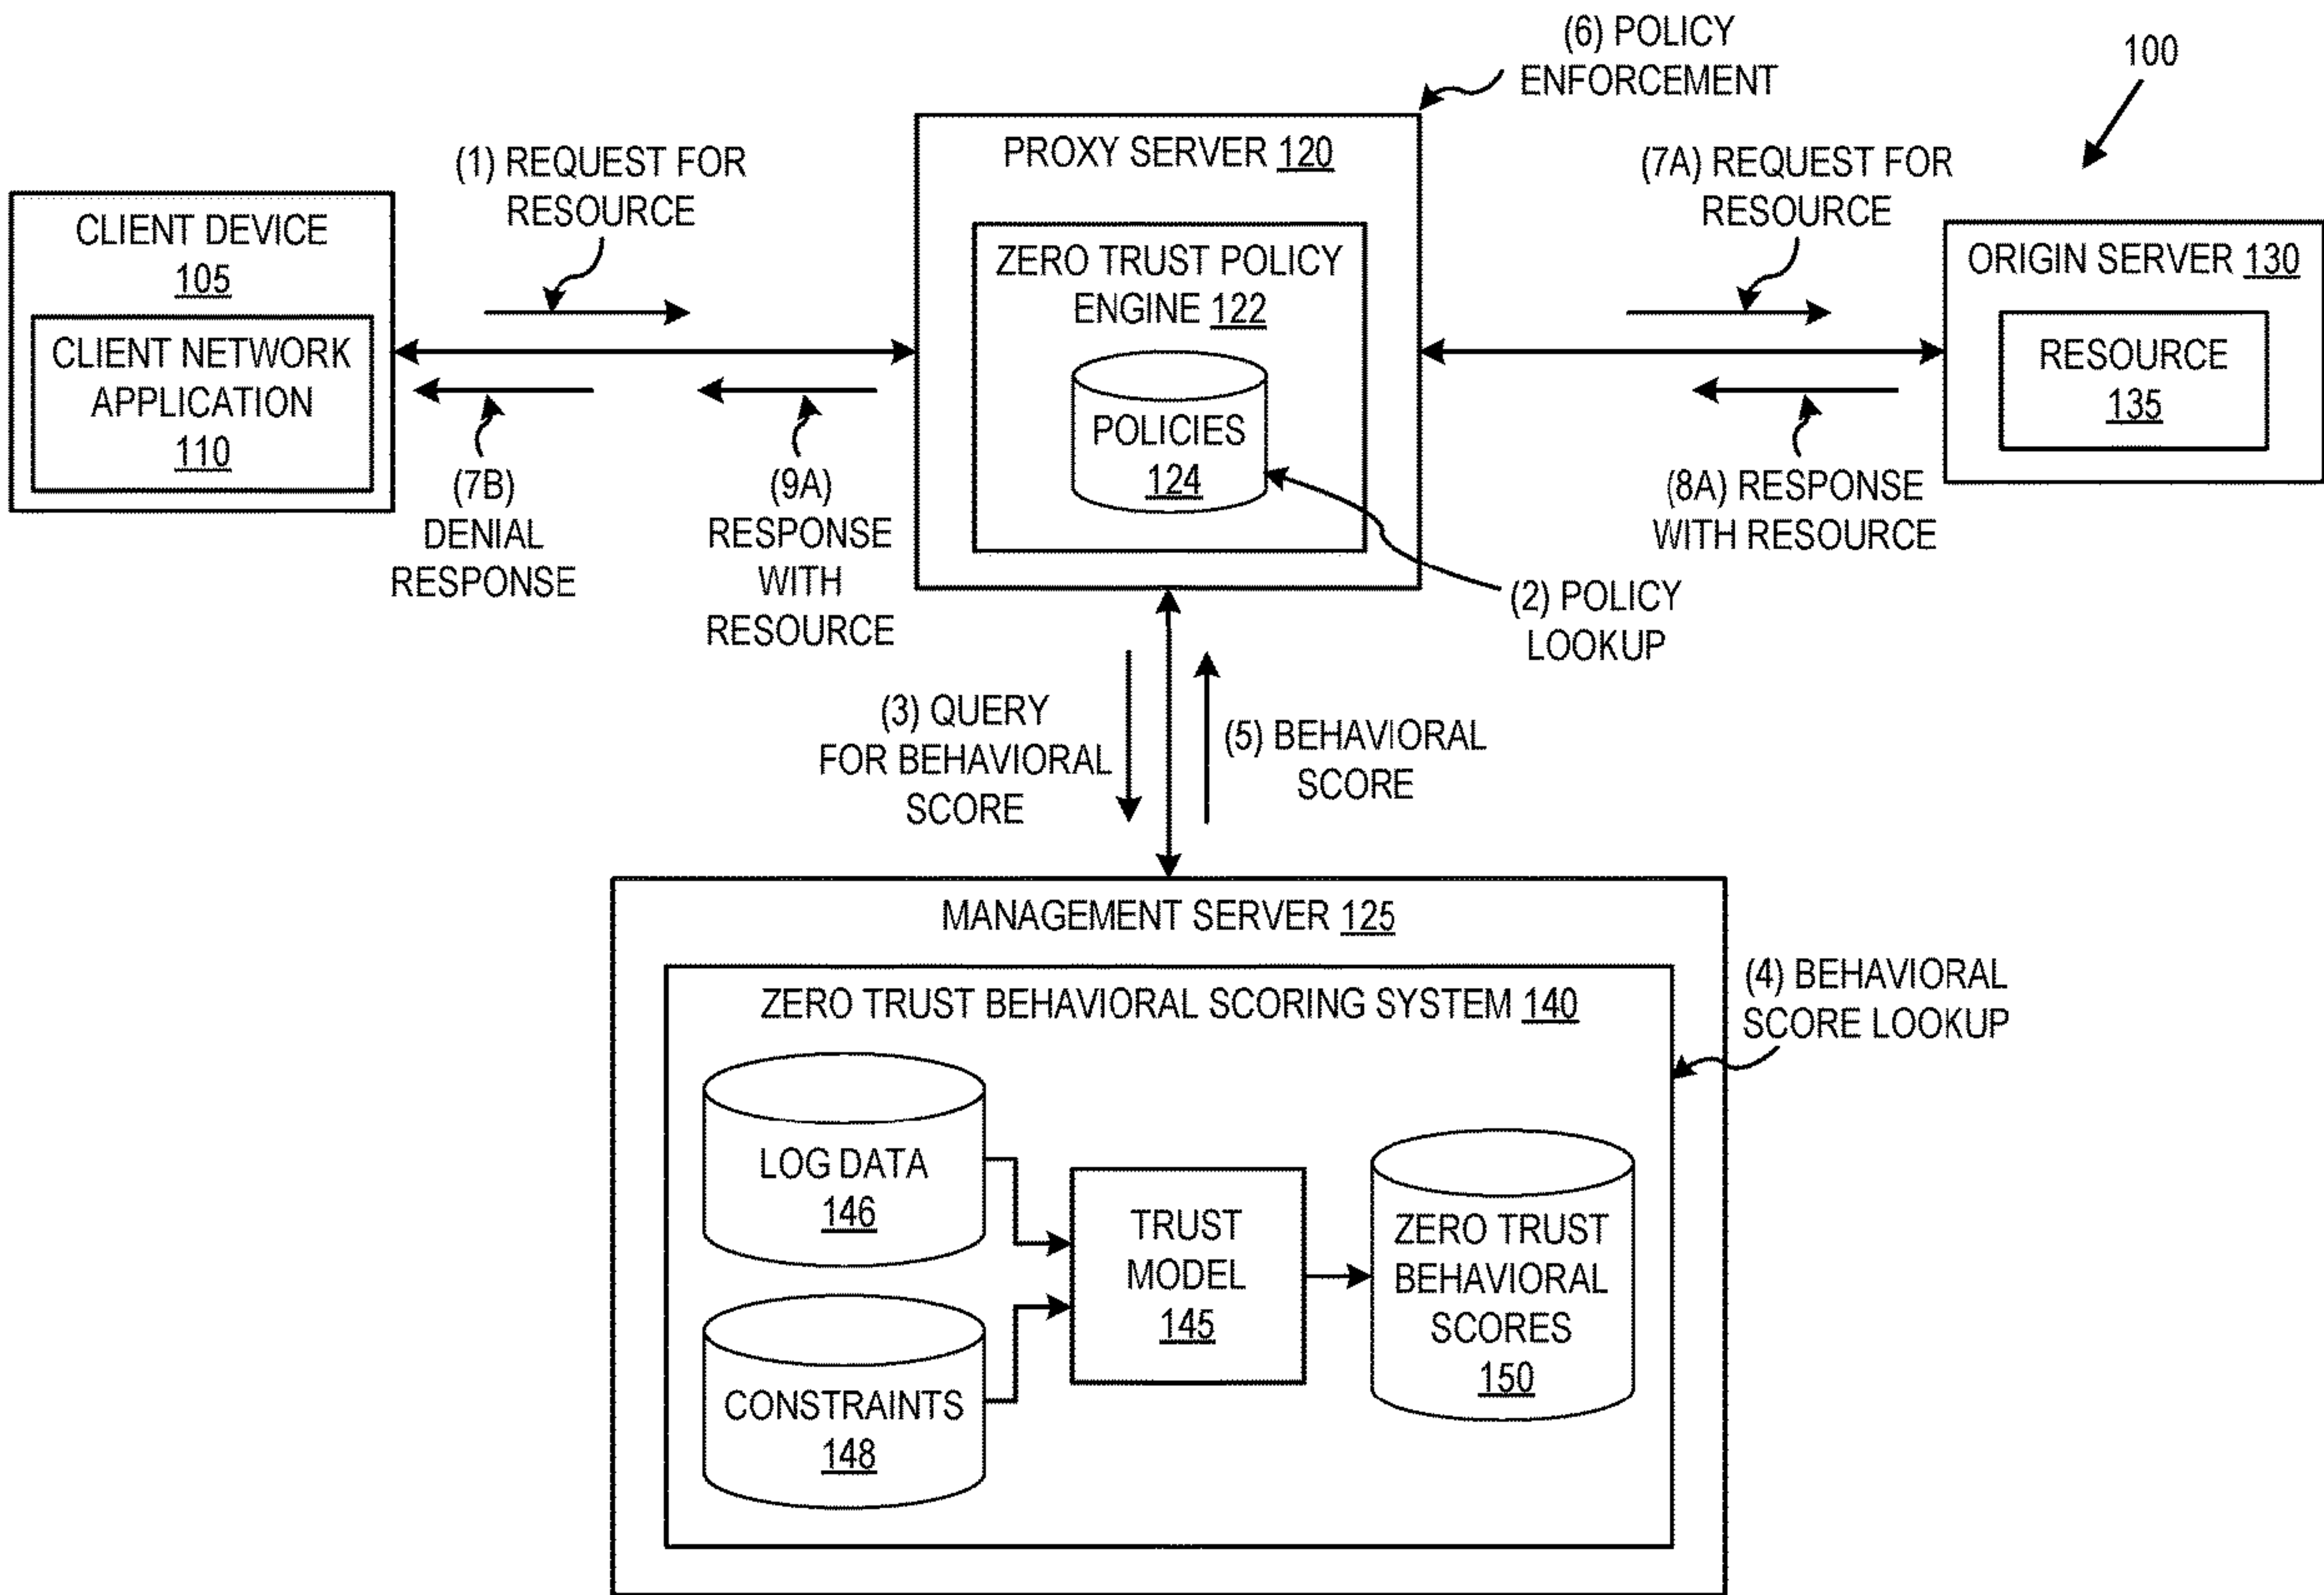 (6) POLICY
ENFORCEMENT
100
PROXY SERVER 120
(1) REQUEST FOR
RESOURCE
(7A) REQUEST FOR
RESOURCE
CLIENT DEVICE
105
CLIENT NETWORK
APPLICATION
110
ZERO TRUST POLICY
ENGINE 122
POLICIES
124
ORIGIN SERVER 130
RESOURCE
135
(7B)
DENIAL
RESPONSE
(9A)
RESPONSE
WITH
RESOURCE
(8A) RESPONSE
WITH RESOURCE
(2) POLICY
LOOKUP
(3) QUERY
FOR BEHAVIORAL
SCORE
(5) BEHAVIORAL
SCORE
MANAGEMENT SERVER 125
ZERO TRUST BEHAVIORAL SCORING SYSTEM 140
(4) BEHAVIORAL
SCORE LOOKUP
LOG DATA
146
CONSTRAINTS
148
TRUST
MODEL
145
ZERO TRUST
BEHAVIORAL
SCORES
150